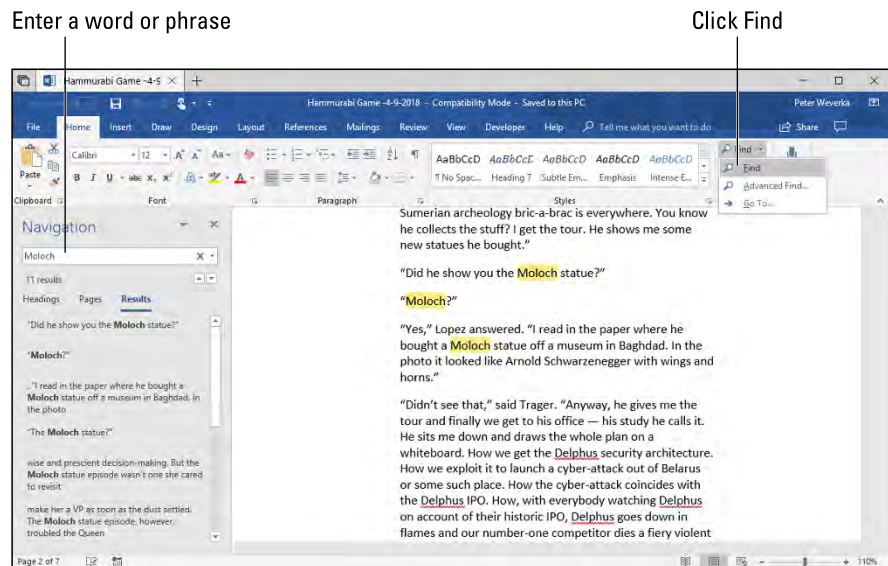 Enter a word or phrase
Click Find
Hammurabi Game -4-9
Hammurabi Game -4-9-2018 - Compatibility Mode - Saved to this PC
Peter Weverka
File Home Insert Draw Design Layout References Mailings Review View Developer Help Tell me what you want to do Share
Calibri 12 Aa
AaBbCcD AaBbCcD AaBbCcD AaBbCcD AaBbCcD
Find
Paste
B I U abc
¶ No Spac... Heading 7 Subtle Em... Emphasis Intense E...
Find
Advanced Find...
Go To...
Clipboard Font Paragraph Styles
Navigation
Moloch
11 results
Headings Pages Results
"Did he show you the Moloch statue?"
"Moloch?"
. "I read in the paper where he bought a
Moloch statue off a museum in Baghdad. In
the photo
"The Moloch statue?"
wise and prescient decision-making. But the
Moloch statue episode wasn't one she cared
to revisit
make her a VP as soon as the dust settled.
The Moloch statue episode, however,
troubled the Queen
Sumerian archeology bric-a-brac is everywhere. You know
he collects the stuff? I get the tour. He shows me some
new statues he bought."
"Did he show you the Moloch statue?"
"Moloch?"
"Yes," Lopez answered. "I read in the paper where he
bought a Moloch statue off a museum in Baghdad. In the
photo it looked like Arnold Schwarzenegger with wings and
horns."
"Didn't see that," said Trager. "Anyway, he gives me the
tour and finally we get to his office — his study he calls it.
He sits me down and draws the whole plan on a
whiteboard. How we get the Delphus security architecture.
How we exploit it to launch a cyber-attack out of Belarus
or some such place. How the cyber-attack coincides with
the Delphus IPO. How, with everybody watching Delphus
on account of their historic IPO, Delphus goes down in
flames and our number-one competitor dies a fiery violent
Page 2 of 7
110%